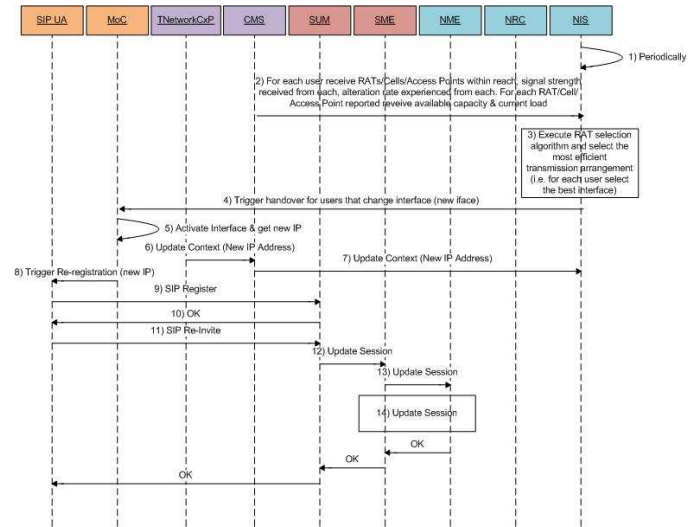 SIP UA
MoC
TNetworkCxP
CMS
SUM
SME
NME
NRC
NIS
1) Periodically
2) For each user receive RATs/Cells/Access Points within reach, signal strength
received from each, alteration rate experienced from each. For each RAT/Cell/
Access Point reported reveive available capacity & current load
3) Execute RAT selection
algorithm and select the
most efficient
transmission arrangement
(i.e. for each user select
the best interface)
4) Trigger handover for users that change interface (new iface)
5) Activate Interface & get new IP
6) Update Context (New IP Address)
7) Update Context (New IP Address)
8) Trigger Re-registration (new IP)
9) SIP Register
10) OK
11) SIP Re-Invite
12) Update Session
13) Update Session
14) Update Session
OK
OK
OK